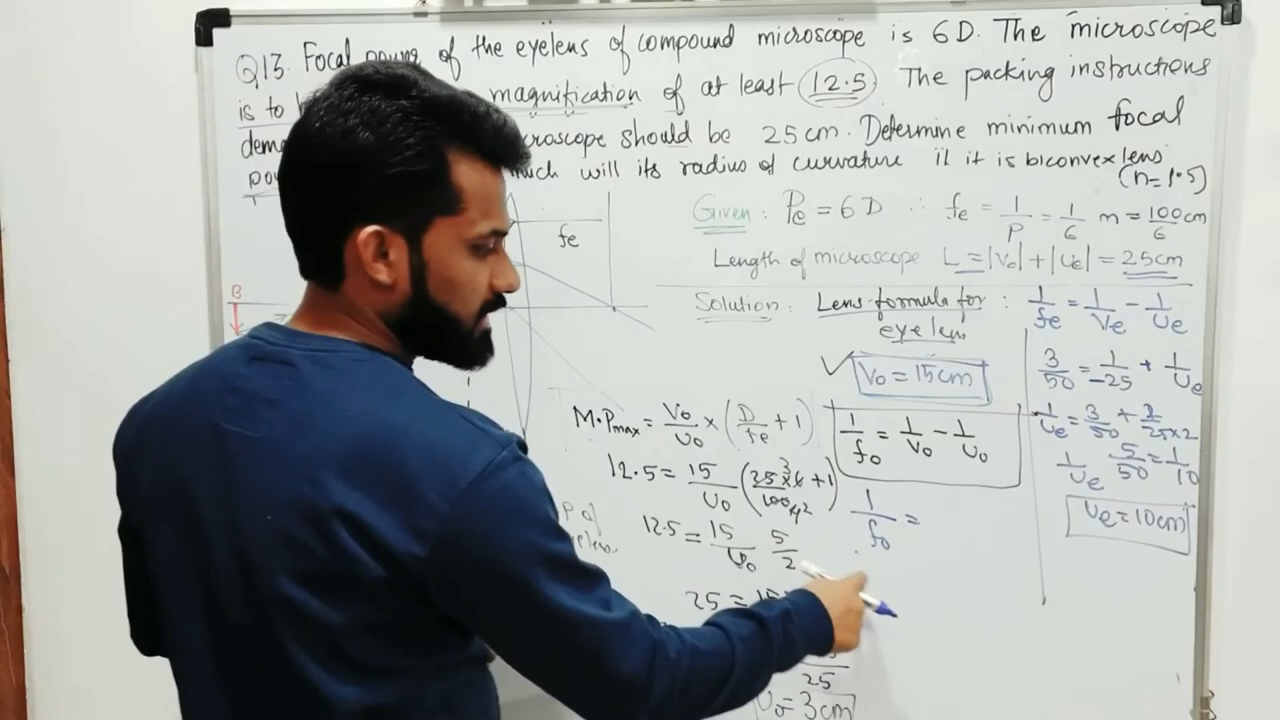 Q13. Focal power of the eyelens of compound microscope is 6D. The microscope
is to magnification of at least 12.5. The packing instructions
should be 25cm. Determine minimum focal
will its radius of curvature if it is biconvex lens
(n=1.5)
Given : Pe = 6D ∴ fe = 1/P = 1/6 m = 100/6 cm
fe
Length of microscope L = |Vo| + |Ue| = 25cm
B
Solution : Lens formula for eyelens : 1/fe = 1/Ve - 1/Ue
✓ Vo = 15cm
3/50 = 1/-25 + 1/Ue
M.Pmax = Vo/Uo × (D/fe + 1)
1/fo = 1/Vo - 1/Uo
1/Ue = 3/50 + 2/25×2
12.5 = 15/Uo (25×6/100 + 1)
1/Ue 5/50 = 1/10
1/fo =
Ue = 10cm
12.5 = 15/Uo 5/2
25 =
25
Uo = 3cm